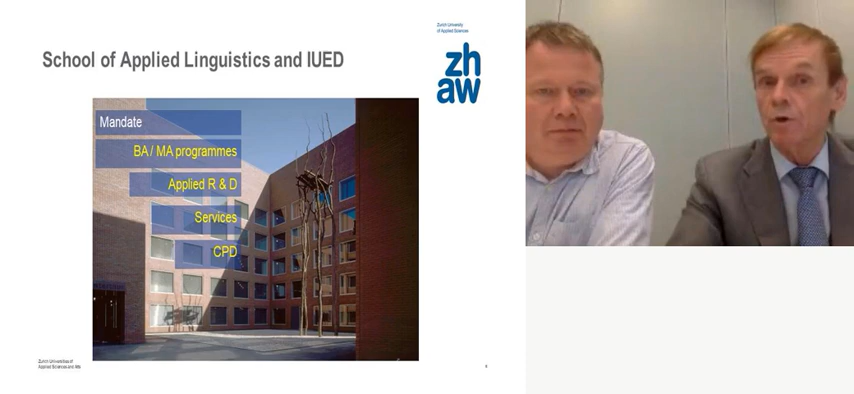 Zurich University
of Applied Sciences
School of Applied Linguistics and IUED
zh
aw
Mandate
BA / MA programmes
Applied R & D
Services
CPD
Zurich Universities of
Applied Sciences and Arts